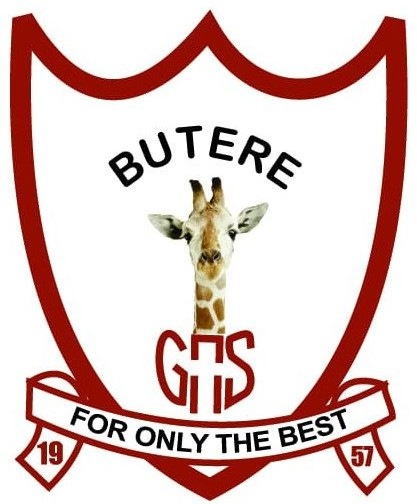 BUTERE
GHS
FOR ONLY THE BEST
19 57